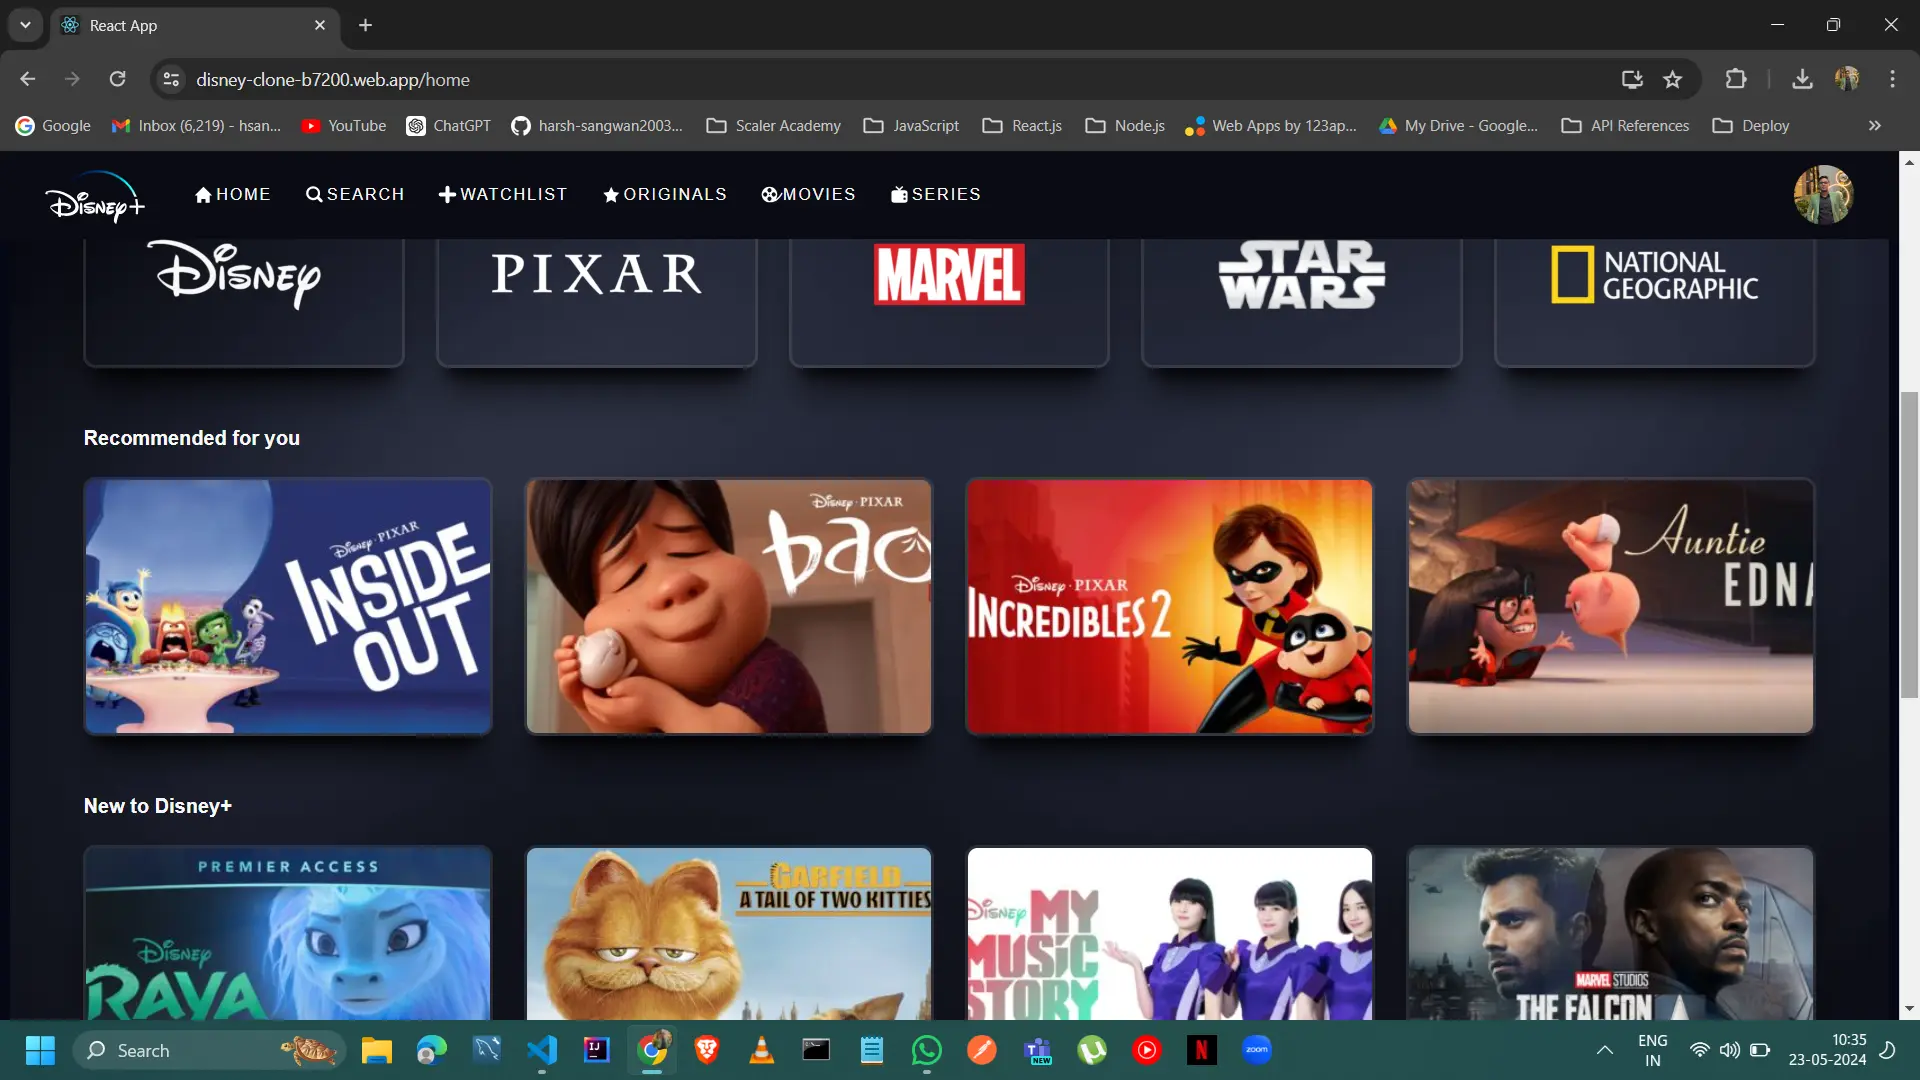 React App
disney-clone-b7200.web.app/home
Google
Inbox (6,219) - hsan...
YouTube
ChatGPT
harsh-sangwan2003...
Scaler Academy
JavaScript
React.js
Node.js
Web Apps by 123ap...
My Drive - Google...
API References
Deploy
Disney+
HOME
SEARCH
WATCHLIST
ORIGINALS
MOVIES
SERIES
Disney
PIXAR
MARVEL
STAR
WARS
NATIONAL
GEOGRAPHIC
Recommended for you
Disney · PIXAR
INSIDE
OUT
Disney · PIXAR
bao
Disney · PIXAR
INCREDIBLES 2
Auntie
EDNA
New to Disney+
PREMIER ACCESS
Disney
RAYA
GARFIELD
A TAIL OF TWO KITTIES
Disney
MY
MUSIC
STORY
MARVEL STUDIOS
THE FALCON
Search
IJ
T
NEW
N
zoom
ENG
IN
10:35
23-05-2024